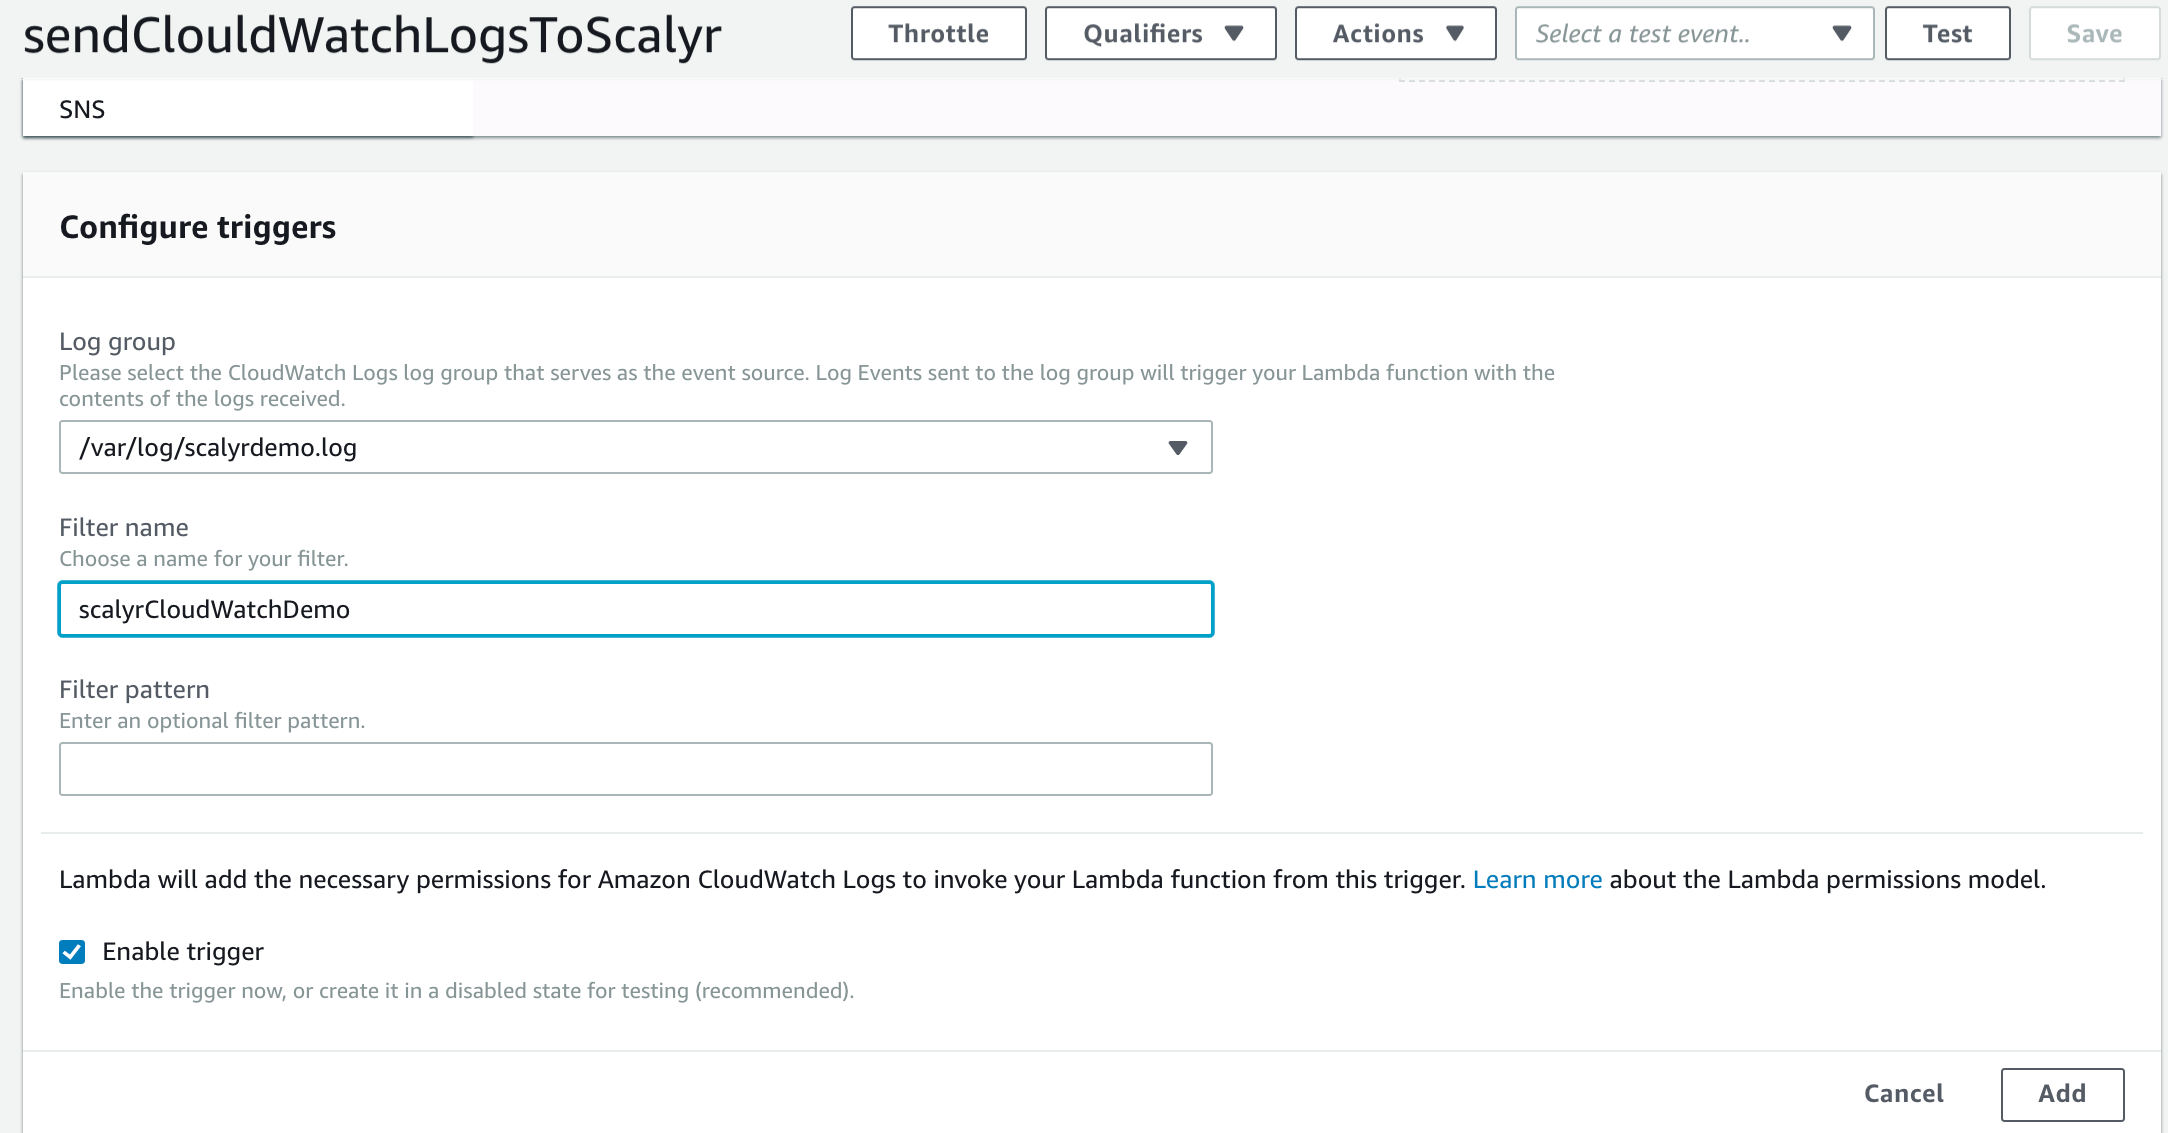 sendClouldWatchLogsToScalyr
Throttle
Qualifiers
Actions
Select a test event..
Test
Save
SNS
Configure triggers
Log group
Please select the CloudWatch Logs log group that serves as the event source. Log Events sent to the log group will trigger your Lambda function with the
contents of the logs received.
/var/log/scalyrdemo.log
Filter name
Choose a name for your filter.
scalyrCloudWatchDemo
Filter pattern
Enter an optional filter pattern.
Lambda will add the necessary permissions for Amazon CloudWatch Logs to invoke your Lambda function from this trigger. Learn more about the Lambda permissions model.
Enable trigger
Enable the trigger now, or create it in a disabled state for testing (recommended).
Cancel
Add